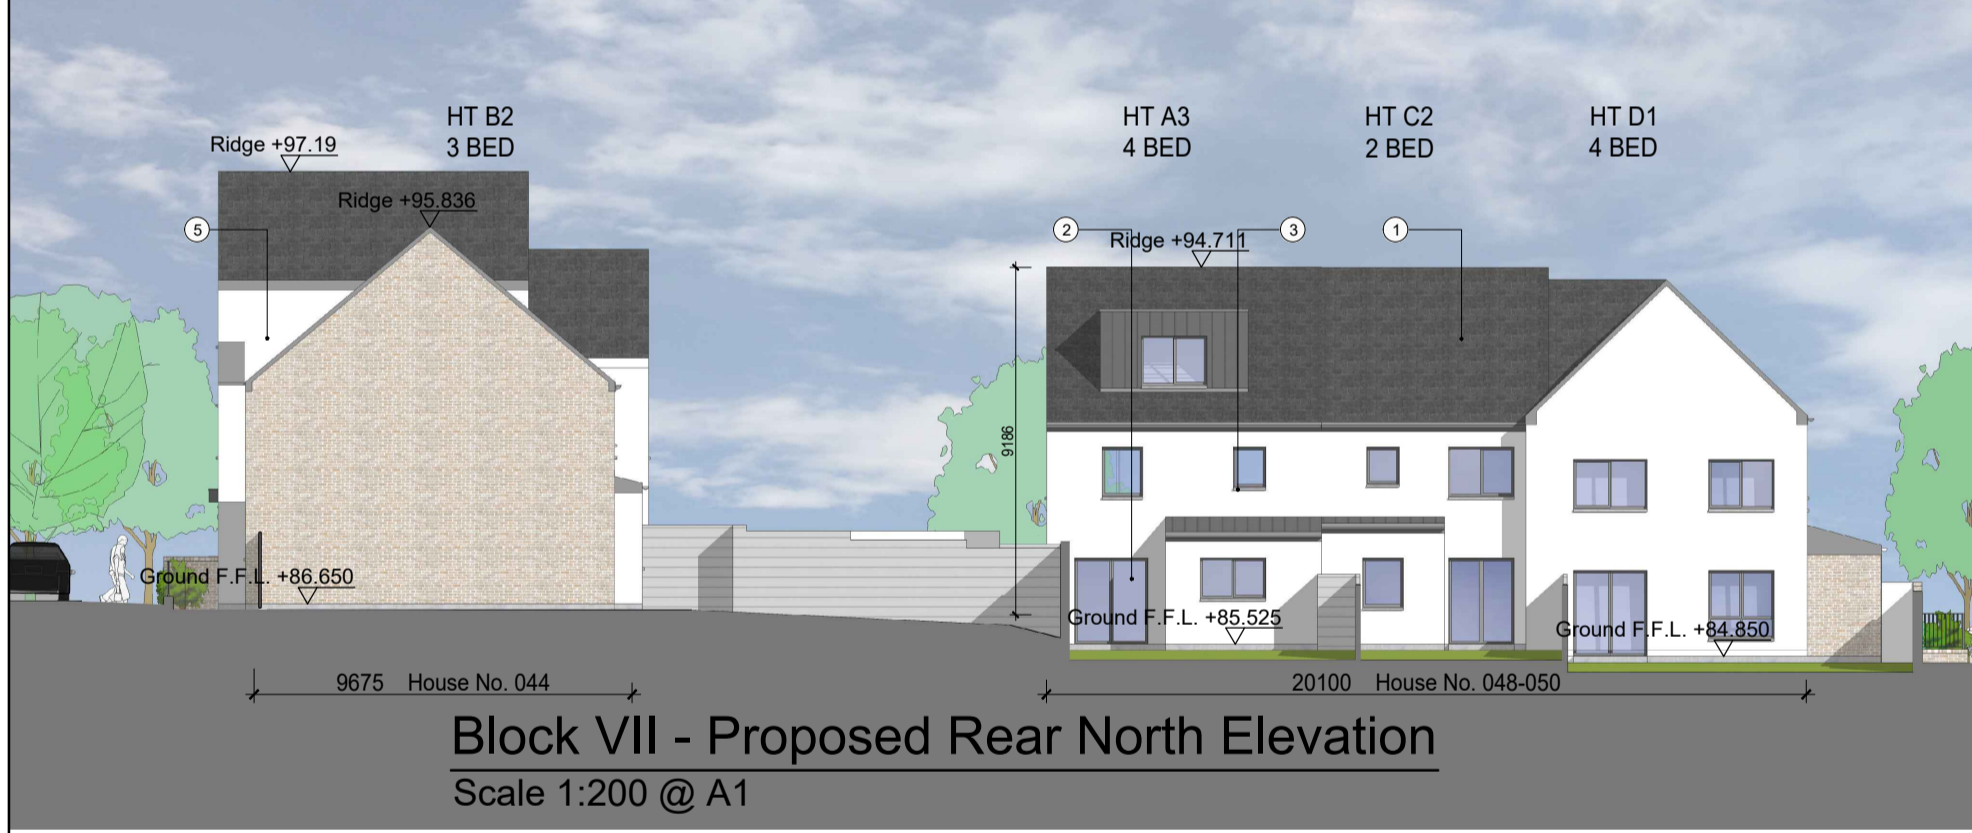 HT B2
3 BED
HT A3
4 BED
HT C2
2 BED
HT D1
4 BED
Ridge +97.19
Ridge +95.836
5
2
Ridge +94.711
3
1
9186
Ground F.F.L. +86.650
Ground F.F.L. +85.525
Ground F.F.L. +84.850
9675 House No. 044
20100 House No. 048-050
Block VII - Proposed Rear North Elevation
Scale 1:200 @ A1